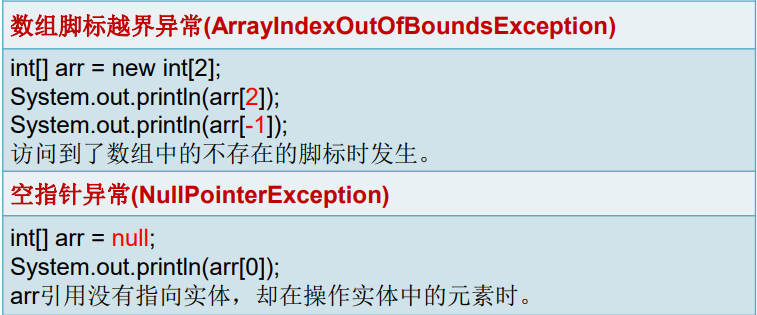 数组脚标越界异常(ArrayIndexOutOfBoundsException)
int[] arr = new int[2];
System.out.println(arr[2]);
System.out.println(arr[-1]);
访问到了数组中的不存在的脚标时发生。
空指针异常(NullPointerException)
int[] arr = null;
System.out.println(arr[0]);
arr引用没有指向实体，却在操作实体中的元素时。